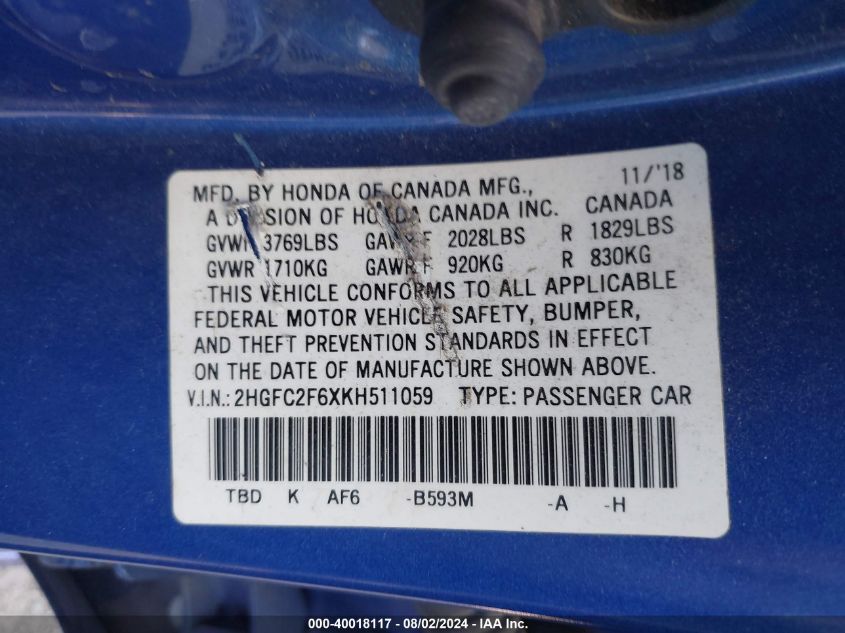 MFD. BY HONDA OF CANADA MFG., 11/'18
A DIVISION OF HONDA CANADA INC. CANADA
GVWR 3769LBS GAWR F 2028LBS R 1829LBS
GVWR 1710KG GAWR F 920KG R 830KG
THIS VEHICLE CONFORMS TO ALL APPLICABLE
FEDERAL MOTOR VEHICLE SAFETY, BUMPER,
AND THEFT PREVENTION STANDARDS IN EFFECT
ON THE DATE OF MANUFACTURE SHOWN ABOVE.
V.I.N.: 2HGFC2F6XKH511059 TYPE: PASSENGER CAR
TBD K AF6 -B593M -A -H
000-40018117 - 08/02/2024 - IAA Inc.